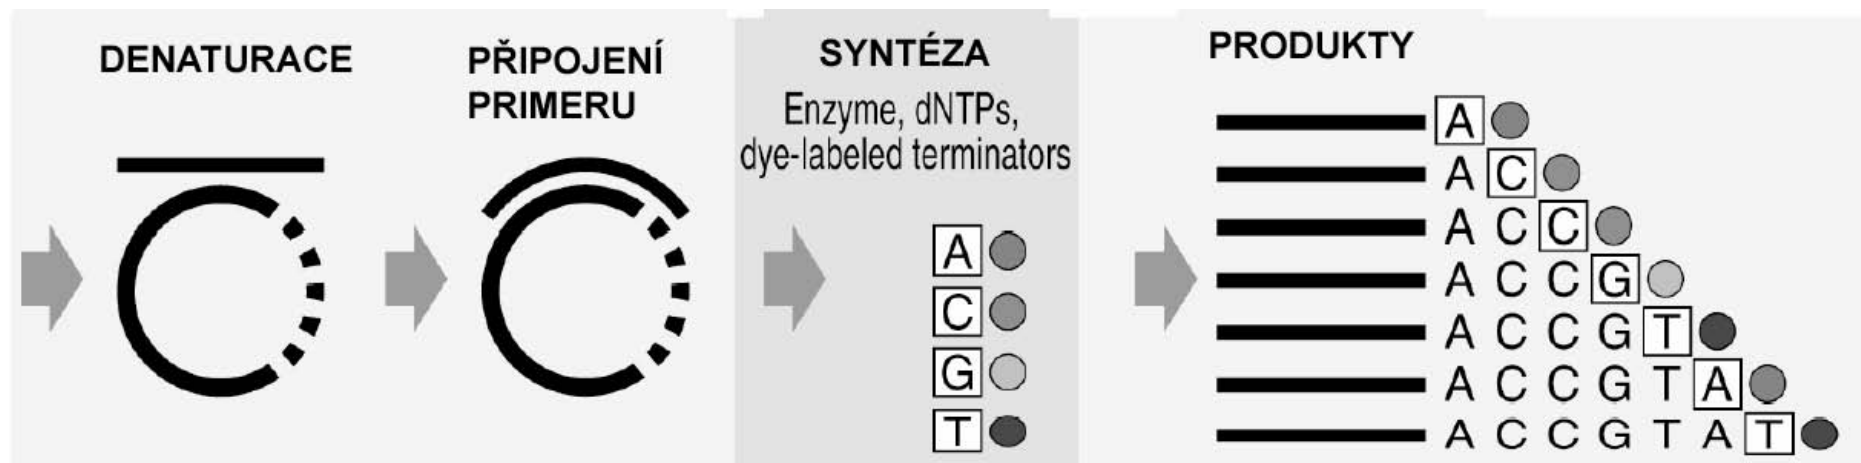 DENATURACE
PŘIPOJENÍ
PRIMERU
SYNTÉZA
Enzyme, dNTPs,
dye-labeled terminators
A
C
G
T
PRODUKTY
A
A C
A C C
A C C G
A C C G T
A C C G T A
A C C G T A T